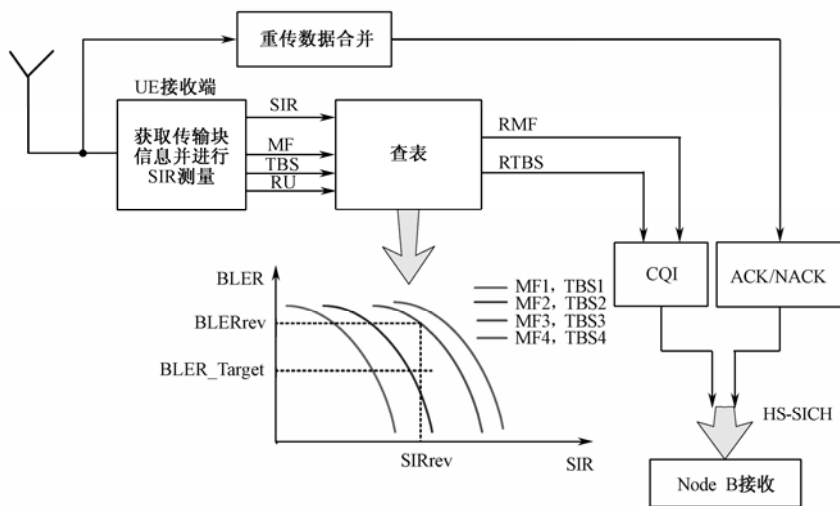 重传数据合并
UE接收端
获取传输块
信息并进行
SIR测量
SIR
MF
TBS
RU
查表
RMF
RTBS
CQI
ACK/NACK
BLER
BLERrev
BLER_Target
SIRrev
SIR
MF1，TBS1
MF2，TBS2
MF3，TBS3
MF4，TBS4
HS-SICH
Node B接收